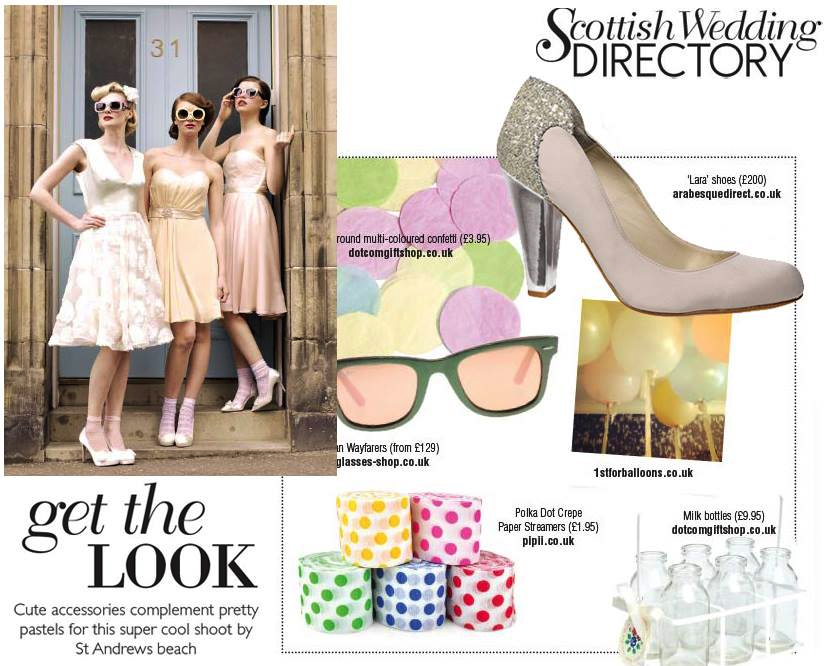 Scottish Wedding
DIRECTORY
31
'Lara' shoes (£200)
arabesquedirect.co.uk
round multi-coloured confetti (£3.95)
dotcomgiftshop.co.uk
an Wayfarers (from £129)
glasses-shop.co.uk
1stforballoons.co.uk
get the
LOOK
Cute accessories complement pretty
pastels for this super cool shoot by
St Andrews beach
Polka Dot Crepe
Paper Streamers (£1.95)
pipii.co.uk
Milk bottles (£9.95)
dotcomgiftshop.co.uk